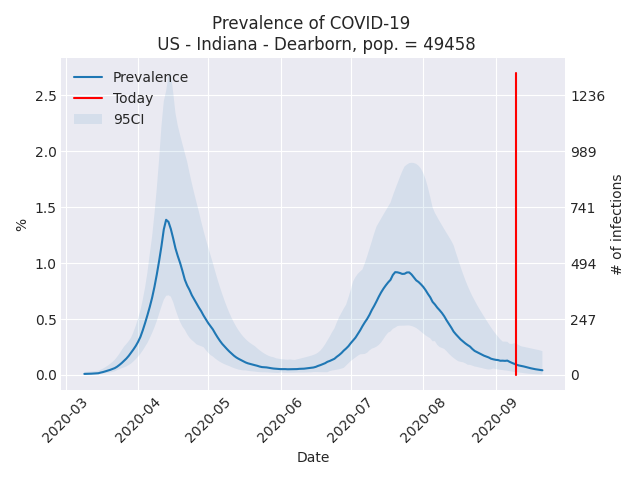 Prevalence of COVID-19
US - Indiana - Dearborn, pop. = 49458
Prevalence
Today
95CI
2.5
2.0
1.5
1.0
0.5
0.0
%
1236
989
741
494
247
0
# of infections
2020-03
2020-04
2020-05
2020-06
2020-07
2020-08
2020-09
Date